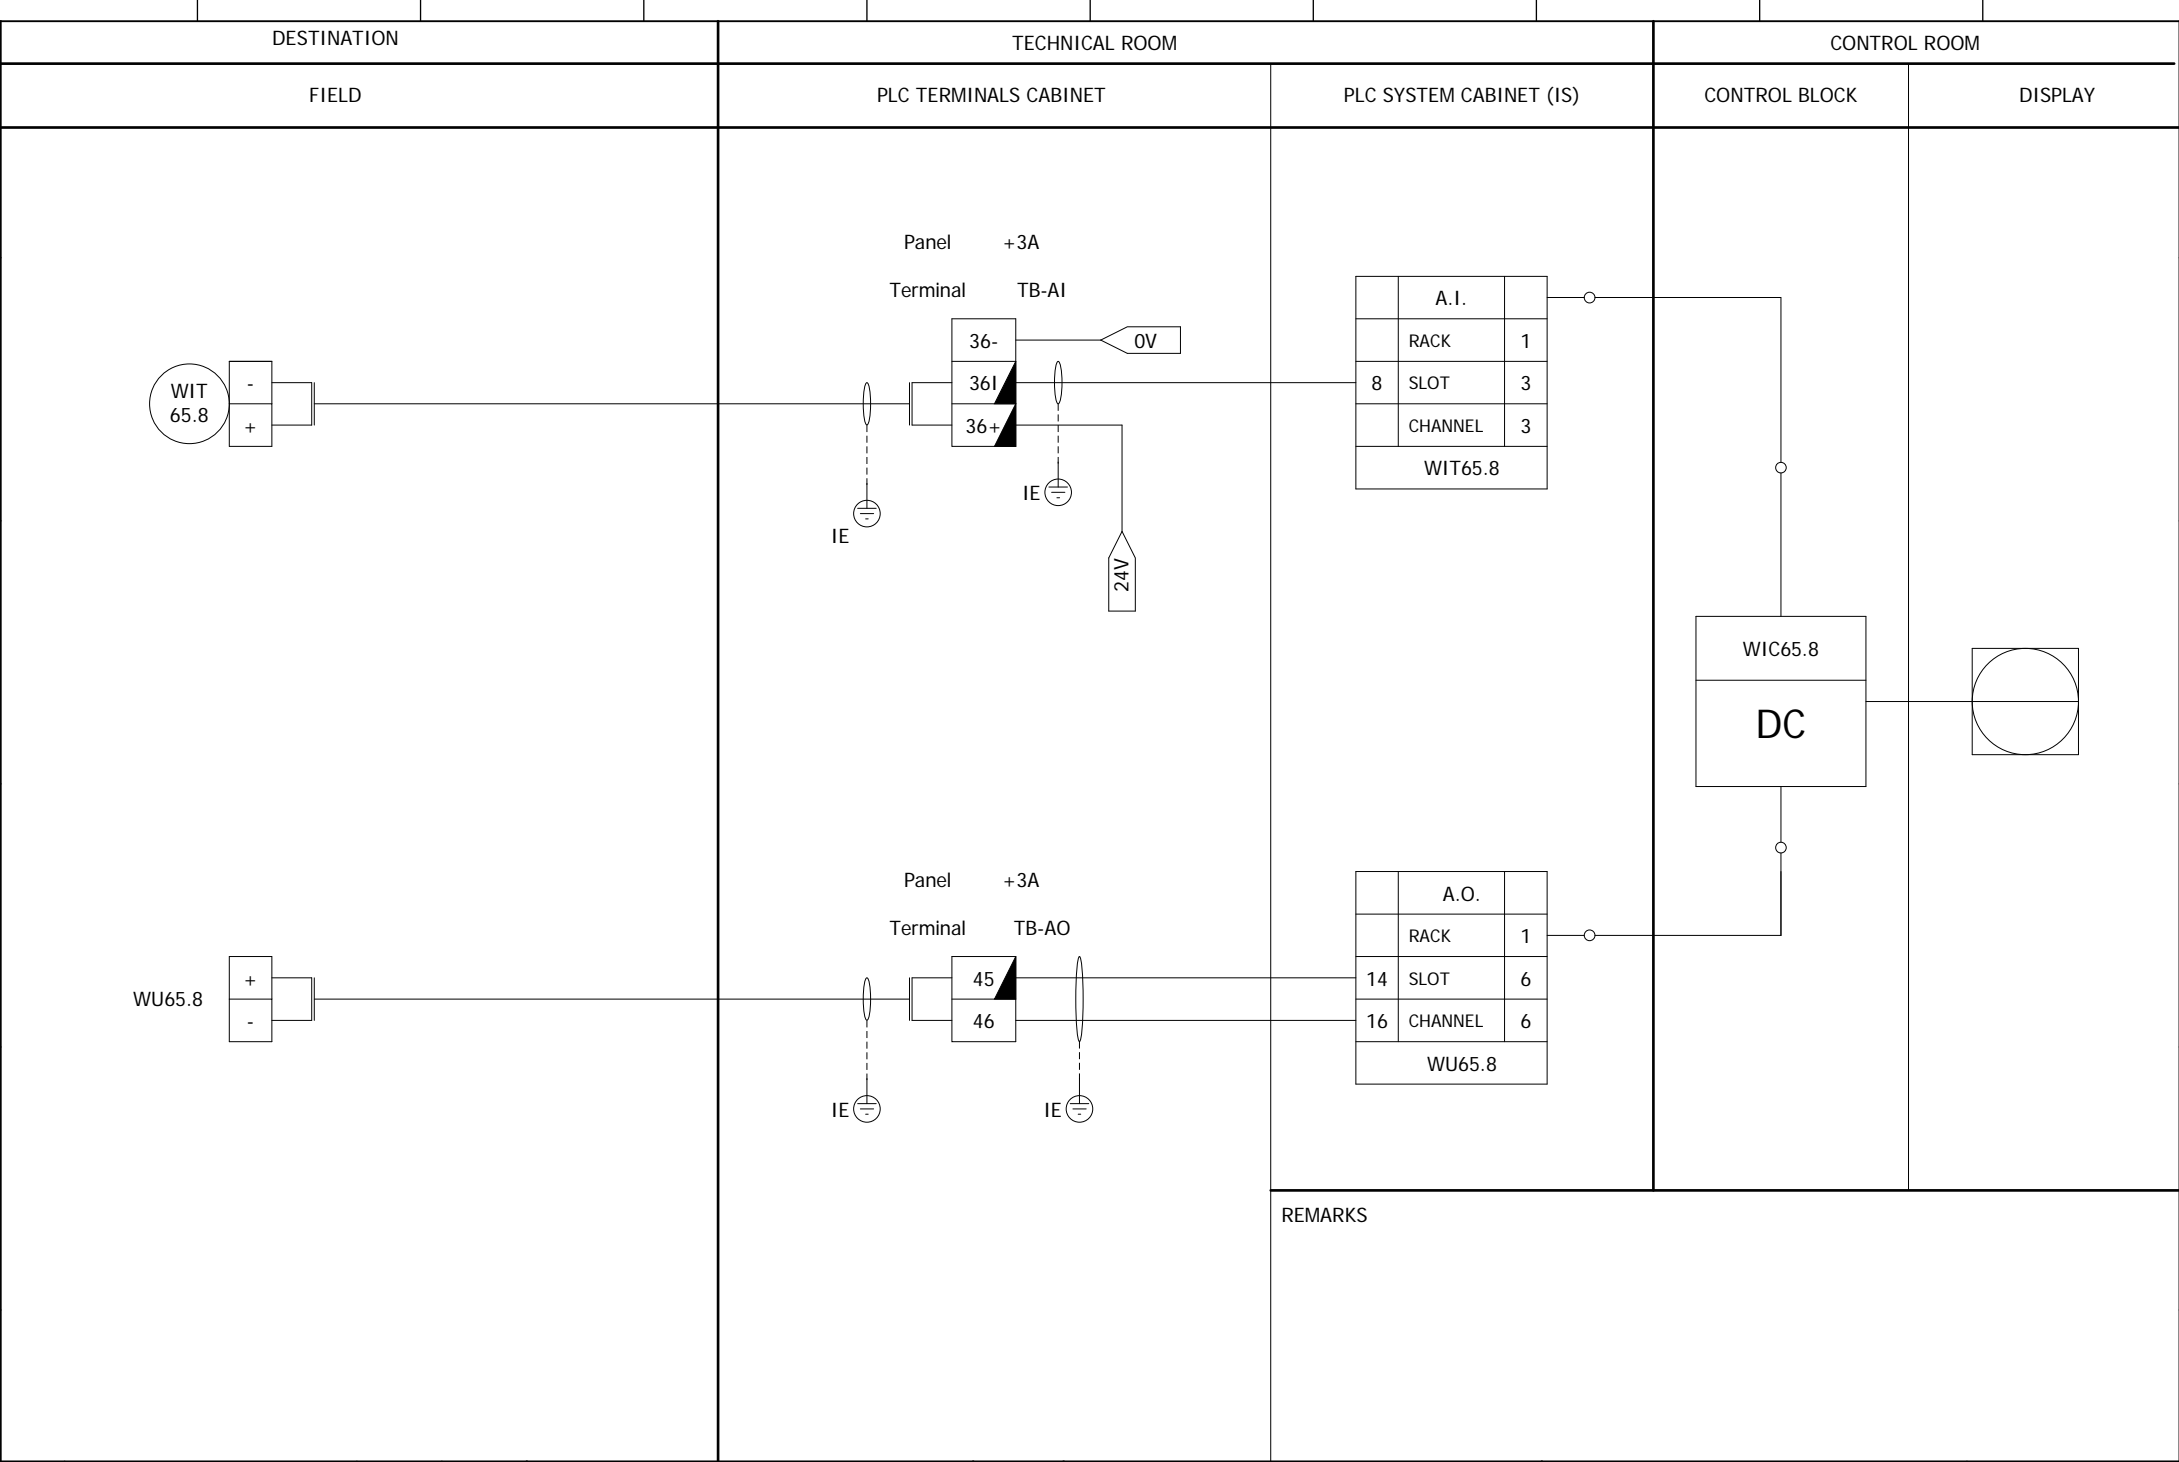 DESTINATION TECHNICAL ROOM CONTROL ROOM
FIELD PLC TERMINALS CABINET PLC SYSTEM CABINET (IS) CONTROL BLOCK DISPLAY
Panel +3A
Terminal TB-AI
A.I.
36- 0V RACK 1
WIT
65.8
-
+
36I 8 SLOT 3
36+ CHANNEL 3
WIT65.8
IE
IE
24V
WIC65.8
DC
Panel +3A
Terminal TB-AO
A.O.
RACK 1
WU65.8
+
-
45 14 SLOT 6
46 16 CHANNEL 6
WU65.8
IE IE
REMARKS